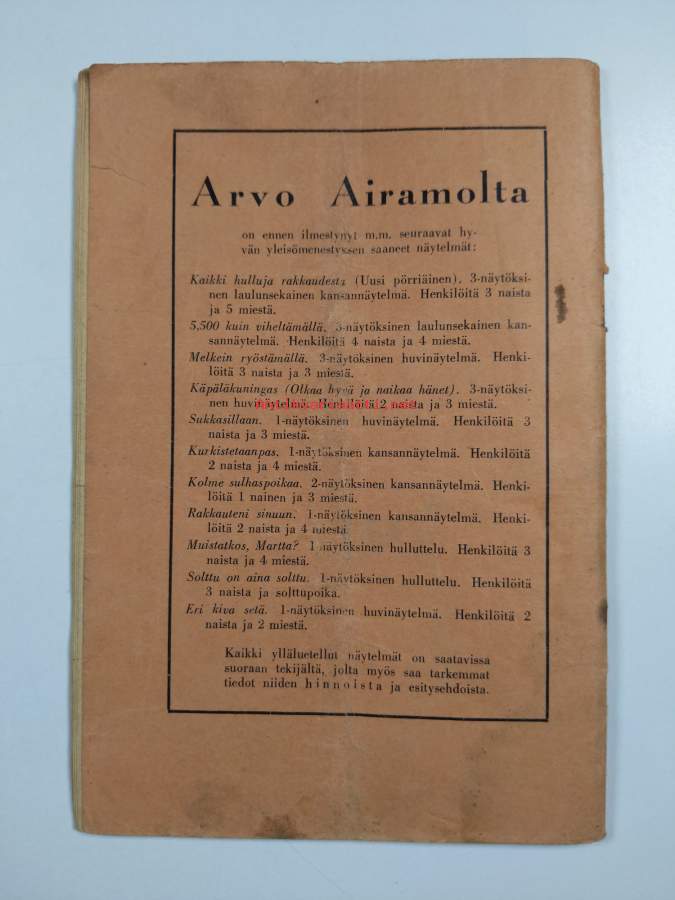 Arvo Airamolta
on ennen ilmestynyt m.m. seuraavat hy-
vän yleisömenestyksen saaneet näytelmät:
Kaikki hulluja rakkaudesta (Uusi pörriäinen). 3-näytöksi-
nen laulunsekainen kansannäytelmä. Henkilöitä 3 naista
ja 5 miestä.
5,500 kuin viheltämällä. 3-näytöksinen laulunsekainen kan-
sannäytelmä. Henkilöitä 4 naista ja 4 miestä.
Melkein ryöstämällä. 3-näytöksinen huvinäytelmä. Henki-
löitä 3 naista ja 3 miestä.
Käpäläkuningas (Olkaa hyvä ja naikaa hänet). 3-näytöksi-
nen huvinäytelmä. Henkilöitä 2 naista ja 3 miestä.
Sukkasillaan. 1-näytöksinen huvinäytelmä. Henkilöitä 3
naista ja 3 miestä.
Kurkistetaanpas. 1-näytöksinen kansannäytelmä. Henkilöitä
2 naista ja 4 miestä.
Kolme sulhaspoikaa. 2-näytöksinen kansannäytelmä. Henki-
löitä 1 nainen ja 3 miestä.
Rakkauteni sinuun. 1-näytöksinen kansannäytelmä. Henki-
löitä 2 naista ja 4 miestä.
Muistatkos, Martta? 1-näytöksinen hulluttelu. Henkilöitä 3
naista ja 4 miestä.
Solttu on aina solttu. 1-näytöksinen hulluttelu. Henkilöitä
3 naista ja solttupoika.
Eri kiva setä. 1-näytöksinen huvinäytelmä. Henkilöitä 2
naista ja 2 miestä.
Kaikki ylläluetellut näytelmät on saatavissa
suoraan tekijältä, jolta myös saa tarkemmat
tiedot niiden hinnoista ja esitysehdoista.